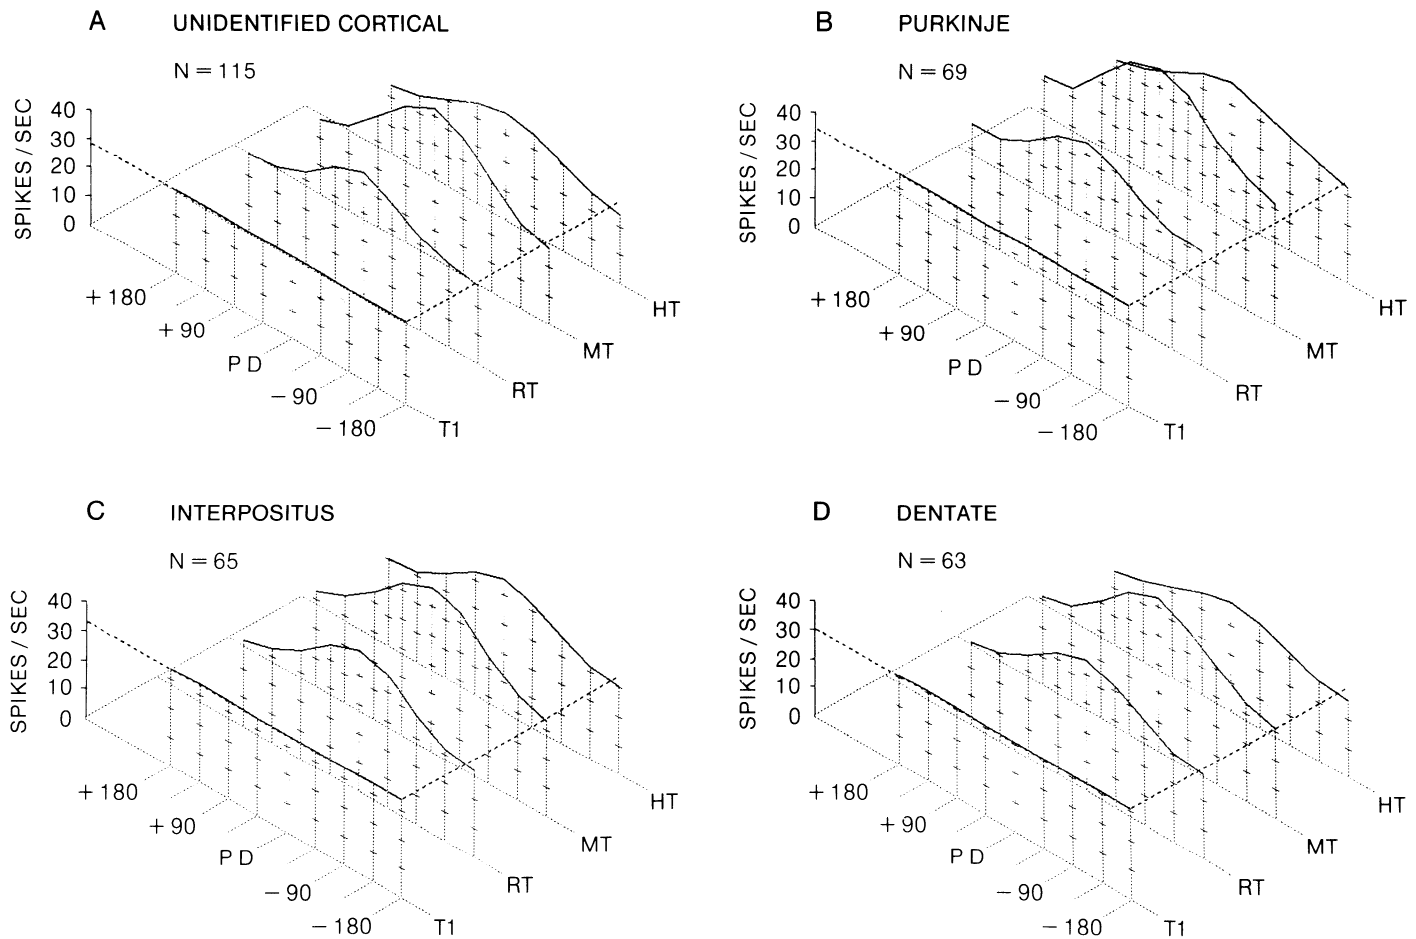 A UNIDENTIFIED CORTICAL
N = 115
SPIKES / SEC
40
30
20
10
0
+ 180
+ 90
P D
− 90
− 180
T1
RT
MT
HT
B PURKINJE
N = 69
SPIKES / SEC
40
30
20
10
0
+ 180
+ 90
P D
− 90
− 180
T1
RT
MT
HT
C INTERPOSITUS
N = 65
SPIKES / SEC
40
30
20
10
0
+ 180
+ 90
P D
− 90
− 180
T1
RT
MT
HT
D DENTATE
N = 63
SPIKES / SEC
40
30
20
10
0
+ 180
+ 90
P D
− 90
− 180
T1
RT
MT
HT